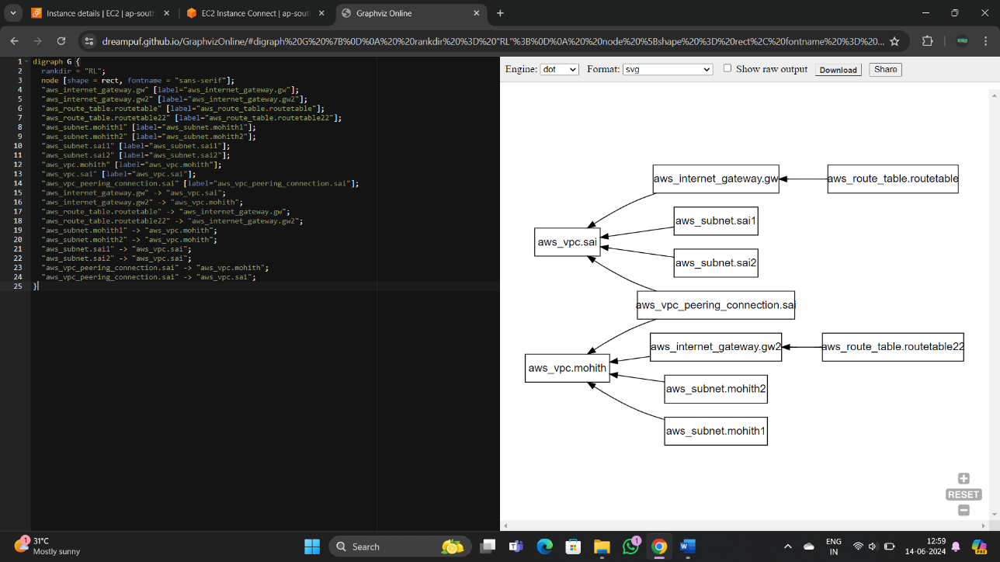 Instance details | EC2 | ap-south
EC2 Instance Connect | ap-sout
Graphviz Online
dreampuf.github.io/GraphvizOnline/#digraph%20G%20%7B%0D%0A%20%20rankdir%20%3D%20"RL"%3B%0D%0A%20%20node%20%5Bshape%20%3D%20rect%2C%20fontname%20%3D%20...
1 digraph G {
2 rankdir = "RL";
3 node [shape = rect, fontname = "sans-serif"];
4 "aws_internet_gateway.gw" [label="aws_internet_gateway.gw"];
5 "aws_internet_gateway.gw2" [label="aws_internet_gateway.gw2"];
6 "aws_route_table.routetable" [label="aws_route_table.routetable"];
7 "aws_route_table.routetable22" [label="aws_route_table.routetable22"];
8 "aws_subnet.mohith1" [label="aws_subnet.mohith1"];
9 "aws_subnet.mohith2" [label="aws_subnet.mohith2"];
10 "aws_subnet.sai1" [label="aws_subnet.sai1"];
11 "aws_subnet.sai2" [label="aws_subnet.sai2"];
12 "aws_vpc.mohith" [label="aws_vpc.mohith"];
13 "aws_vpc.sai" [label="aws_vpc.sai"];
14 "aws_vpc_peering_connection.sai" [label="aws_vpc_peering_connection.sai"];
15 "aws_internet_gateway.gw" -> "aws_vpc.sai";
16 "aws_internet_gateway.gw2" -> "aws_vpc.mohith";
17 "aws_route_table.routetable" -> "aws_internet_gateway.gw";
18 "aws_route_table.routetable22" -> "aws_internet_gateway.gw2";
19 "aws_subnet.mohith1" -> "aws_vpc.mohith";
20 "aws_subnet.mohith2" -> "aws_vpc.mohith";
21 "aws_subnet.sai1" -> "aws_vpc.sai";
22 "aws_subnet.sai2" -> "aws_vpc.sai";
23 "aws_vpc_peering_connection.sai" -> "aws_vpc.mohith";
24 "aws_vpc_peering_connection.sai" -> "aws_vpc.sai";
25 }
Engine: dot Format: svg Show raw output Download Share
aws_internet_gateway.gw
aws_route_table.routetable
aws_subnet.sai1
aws_vpc.sai
aws_subnet.sai2
aws_vpc_peering_connection.sai
aws_internet_gateway.gw2
aws_route_table.routetable22
aws_vpc.mohith
aws_subnet.mohith2
aws_subnet.mohith1
RESET
1
31°C
Mostly sunny
Search
1
ENG
IN
12:59
14-06-2024
PRE